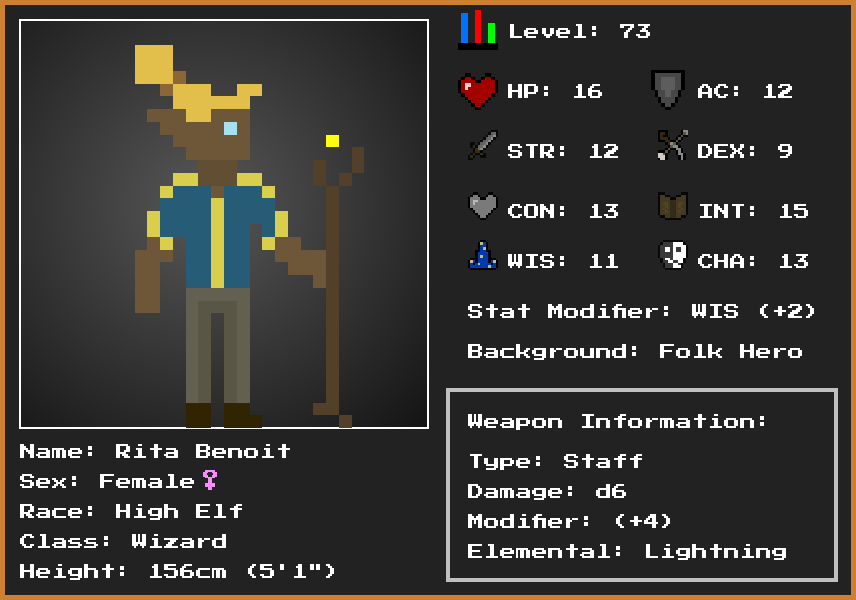 Level: 73
HP: 16 AC: 12
STR: 12 DEX: 9
CON: 13 INT: 15
WIS: 11 CHA: 13
Stat Modifier: WIS (+2)
Background: Folk Hero
Weapon Information:
Type: Staff
Damage: d6
Modifier: (+4)
Elemental: Lightning
Name: Rita Benoit
Sex: Female♀
Race: High Elf
Class: Wizard
Height: 156cm (5'1")